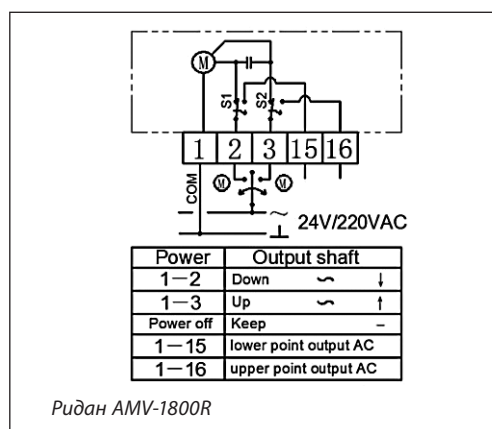 M
S1
S2
1 2 3 15 16
COM
M M
~
24V/220VAC
Power Output shaft
1—2 Down ∽ ↓
1—3 Up ∽ ↑
Power off Keep –
1—15 lower point output AC
1—16 upper point output AC
Ридан AMV-1800R